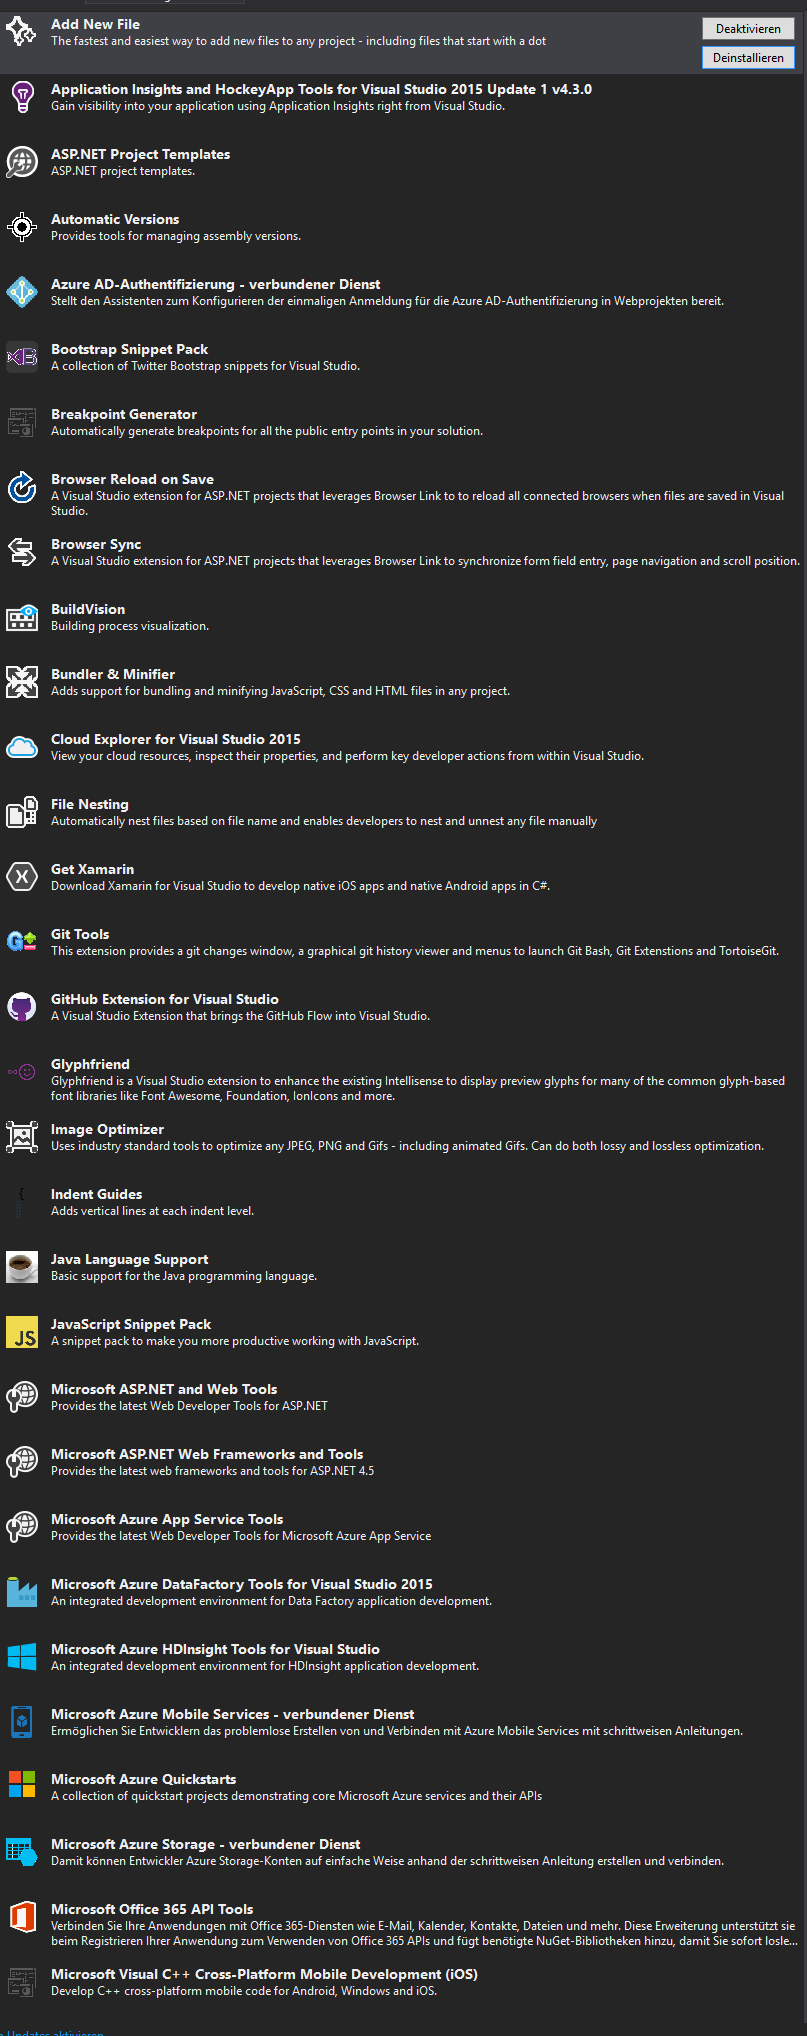 Add New File
The fastest and easiest way to add new files to any project - including files that start with a dot
Deaktivieren
Deinstallieren
Application Insights and HockeyApp Tools for Visual Studio 2015 Update 1 v4.3.0
Gain visibility into your application using Application Insights right from Visual Studio.
ASP.NET Project Templates
ASP.NET project templates.
Automatic Versions
Provides tools for managing assembly versions.
Azure AD-Authentifizierung - verbundener Dienst
Stellt den Assistenten zum Konfigurieren der einmaligen Anmeldung für die Azure AD-Authentifizierung in Webprojekten bereit.
Bootstrap Snippet Pack
A collection of Twitter Bootstrap snippets for Visual Studio.
Breakpoint Generator
Automatically generate breakpoints for all the public entry points in your solution.
Browser Reload on Save
A Visual Studio extension for ASP.NET projects that leverages Browser Link to to reload all connected browsers when files are saved in Visual
Studio.
Browser Sync
A Visual Studio extension for ASP.NET projects that leverages Browser Link to synchronize form field entry, page navigation and scroll position.
BuildVision
Building process visualization.
Bundler & Minifier
Adds support for bundling and minifying JavaScript, CSS and HTML files in any project.
Cloud Explorer for Visual Studio 2015
View your cloud resources, inspect their properties, and perform key developer actions from within Visual Studio.
File Nesting
Automatically nest files based on file name and enables developers to nest and unnest any file manually
Get Xamarin
Download Xamarin for Visual Studio to develop native iOS apps and native Android apps in C#.
Git Tools
This extension provides a git changes window, a graphical git history viewer and menus to launch Git Bash, Git Extenstions and TortoiseGit.
GitHub Extension for Visual Studio
A Visual Studio Extension that brings the GitHub Flow into Visual Studio.
Glyphfriend
Glyphfriend is a Visual Studio extension to enhance the existing Intellisense to display preview glyphs for many of the common glyph-based
font libraries like Font Awesome, Foundation, IonIcons and more.
Image Optimizer
Uses industry standard tools to optimize any JPEG, PNG and Gifs - including animated Gifs. Can do both lossy and lossless optimization.
Indent Guides
Adds vertical lines at each indent level.
Java Language Support
Basic support for the Java programming language.
JS
JavaScript Snippet Pack
A snippet pack to make you more productive working with JavaScript.
Microsoft ASP.NET and Web Tools
Provides the latest Web Developer Tools for ASP.NET
Microsoft ASP.NET Web Frameworks and Tools
Provides the latest web frameworks and tools for ASP.NET 4.5
Microsoft Azure App Service Tools
Provides the latest Web Developer Tools for Microsoft Azure App Service
Microsoft Azure DataFactory Tools for Visual Studio 2015
An integrated development environment for Data Factory application development.
Microsoft Azure HDInsight Tools for Visual Studio
An integrated development environment for HDInsight application development.
Microsoft Azure Mobile Services - verbundener Dienst
Ermöglichen Sie Entwicklern das problemlose Erstellen von und Verbinden mit Azure Mobile Services mit schrittweisen Anleitungen.
Microsoft Azure Quickstarts
A collection of quickstart projects demonstrating core Microsoft Azure services and their APIs
Microsoft Azure Storage - verbundener Dienst
Damit können Entwickler Azure Storage-Konten auf einfache Weise anhand der schrittweisen Anleitung erstellen und verbinden.
Microsoft Office 365 API Tools
Verbinden Sie Ihre Anwendungen mit Office 365-Diensten wie E-Mail, Kalender, Kontakte, Dateien und mehr. Diese Erweiterung unterstützt sie
beim Registrieren Ihrer Anwendung zum Verwenden von Office 365 APIs und fügt benötigte NuGet-Bibliotheken hinzu, damit Sie sofort losle...
Microsoft Visual C++ Cross-Platform Mobile Development (iOS)
Develop C++ cross-platform mobile code for Android, Windows and iOS.
Updates aktivieren